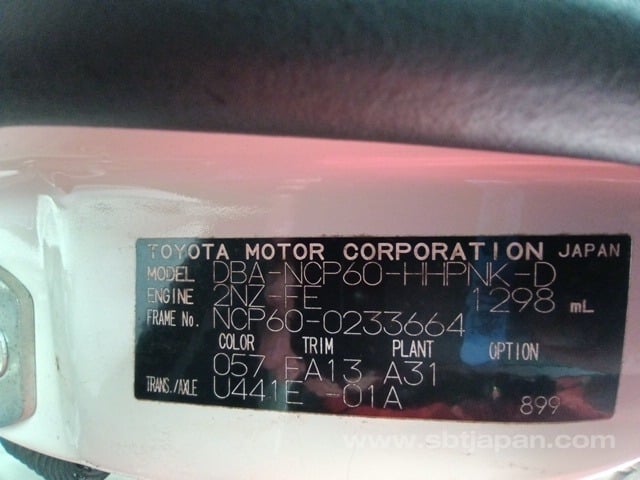 TOYOTA MOTOR CORPORATION JAPAN
MODEL DBA-NCP60-HHPNK-D
ENGINE 2NZ-FE 1298 mL
FRAME No. NCP60-0233664
COLOR TRIM PLANT OPTION
057 FA13 A31
TRANS./AXLE U441E -01A
899
www.sbtjapan.com